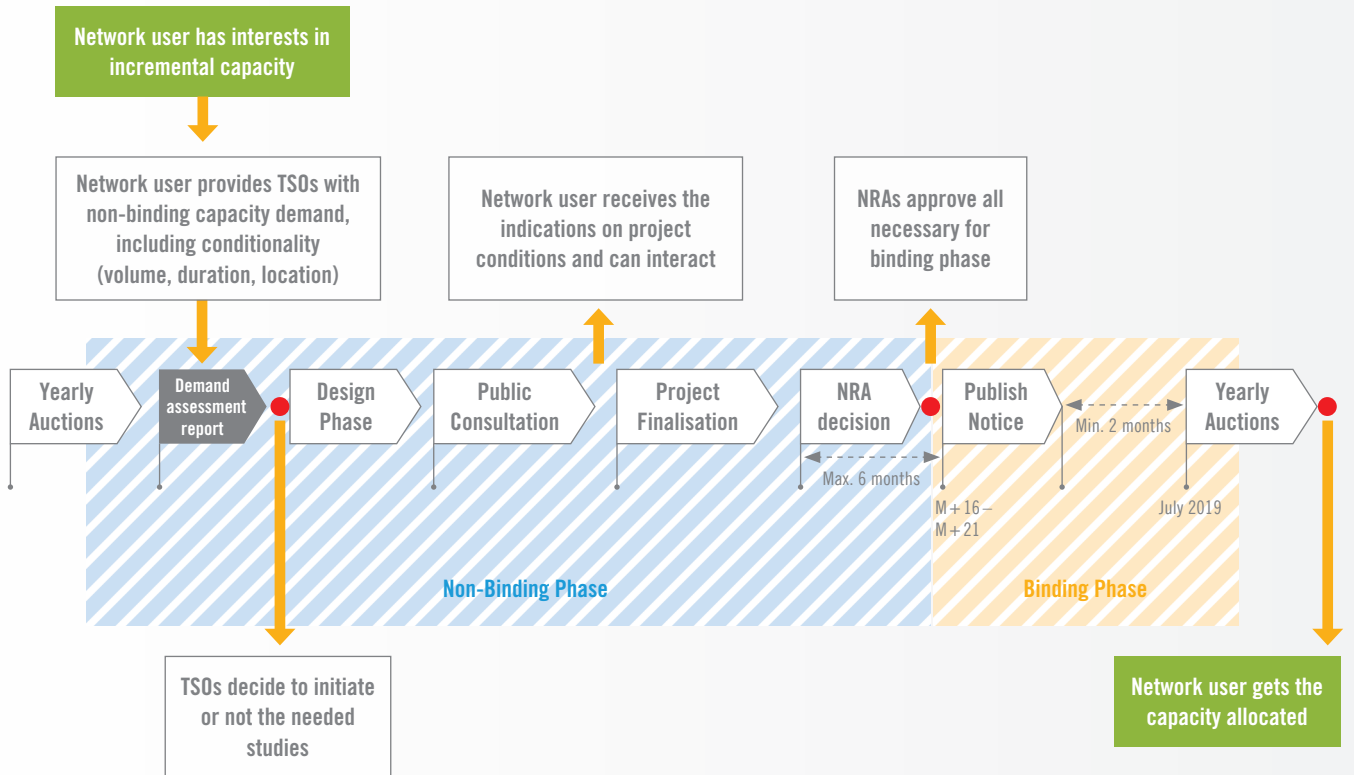 Network user has interests in
incremental capacity
Network user provides TSOs with
non-binding capacity demand,
including conditionality
(volume, duration, location)
Network user receives the
indications on project
conditions and can interact
NRAs approve all
necessary for
binding phase
Yearly
Auctions
Demand
assessment
report
Design
Phase
Public
Consultation
Project
Finalisation
NRA
decision
Publish
Notice
Min. 2 months
Yearly
Auctions
Max. 6 months
M + 16 –
M + 21
July 2019
Non-Binding Phase
Binding Phase
TSOs decide to initiate
or not the needed
studies
Network user gets the
capacity allocated